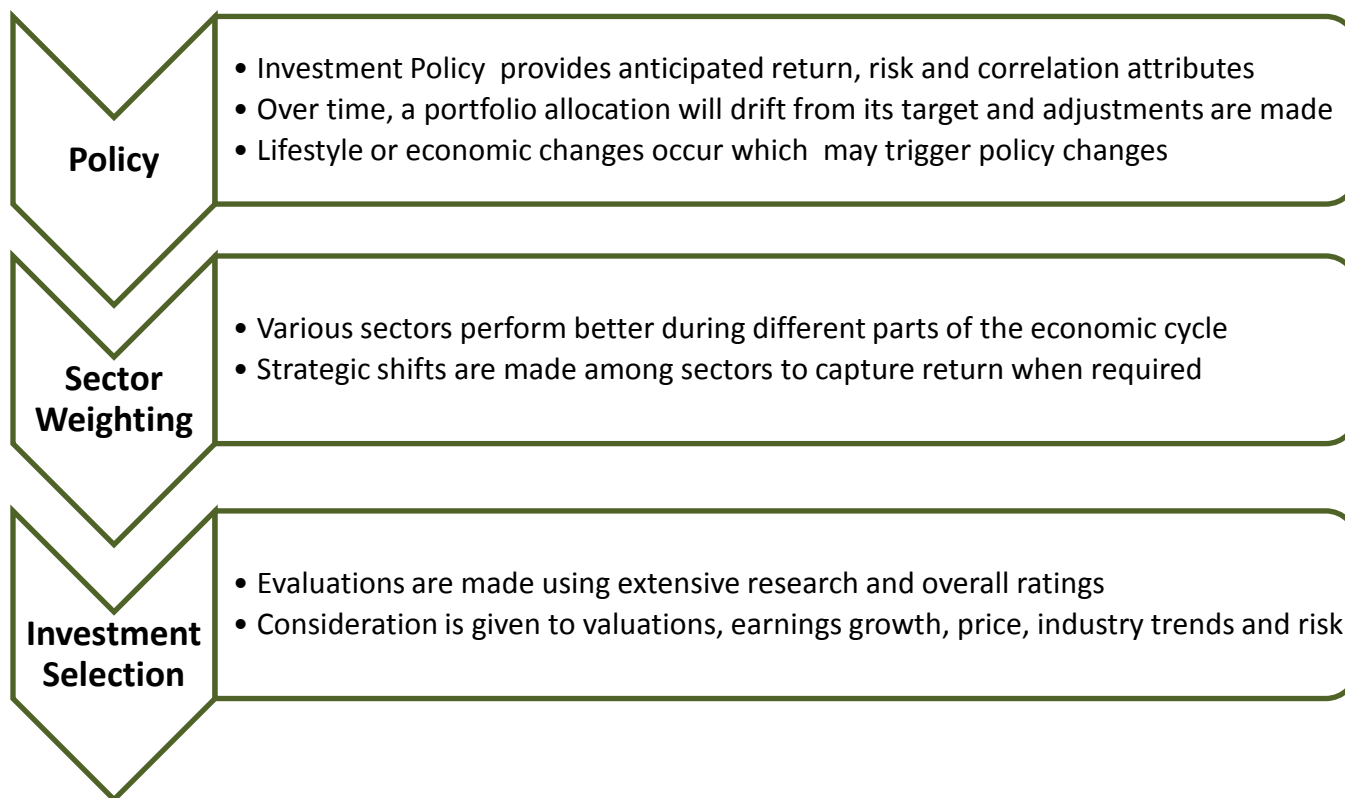 Policy
• Investment Policy  provides anticipated return, risk and correlation attributes
• Over time, a portfolio allocation will drift from its target and adjustments are made
• Lifestyle or economic changes occur which  may trigger policy changes
Sector
Weighting
• Various sectors perform better during different parts of the economic cycle
• Strategic shifts are made among sectors to capture return when required
Investment
Selection
• Evaluations are made using extensive research and overall ratings
• Consideration is given to valuations, earnings growth, price, industry trends and risk